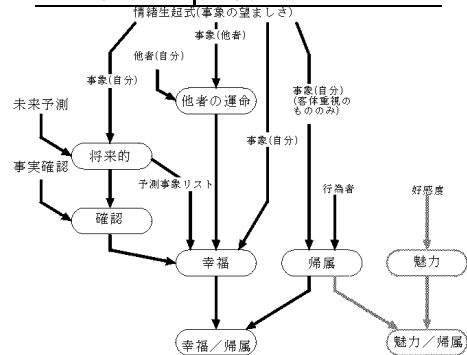 情緒生起式(事象の望ましさ)
事象(他者)
他者(自分)
事象(自分)
事象(自分)
(客体重視の
もののみ)
未来予測
他者の運命
事象(自分)
将来的
事実確認
予測事象リスト
行為者
好感度
確認
幸福
帰属
魅力
幸福／帰属
魅力／帰属